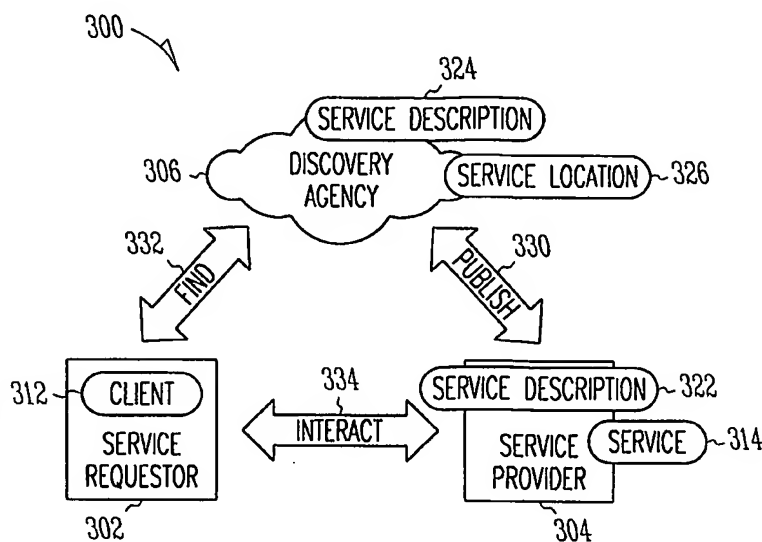 300
324
SERVICE DESCRIPTION
306
DISCOVERY
AGENCY
SERVICE LOCATION
326
332
FIND
330
PUBLISH
312
CLIENT
SERVICE
REQUESTOR
302
334
INTERACT
SERVICE DESCRIPTION
322
SERVICE
PROVIDER
SERVICE
314
304